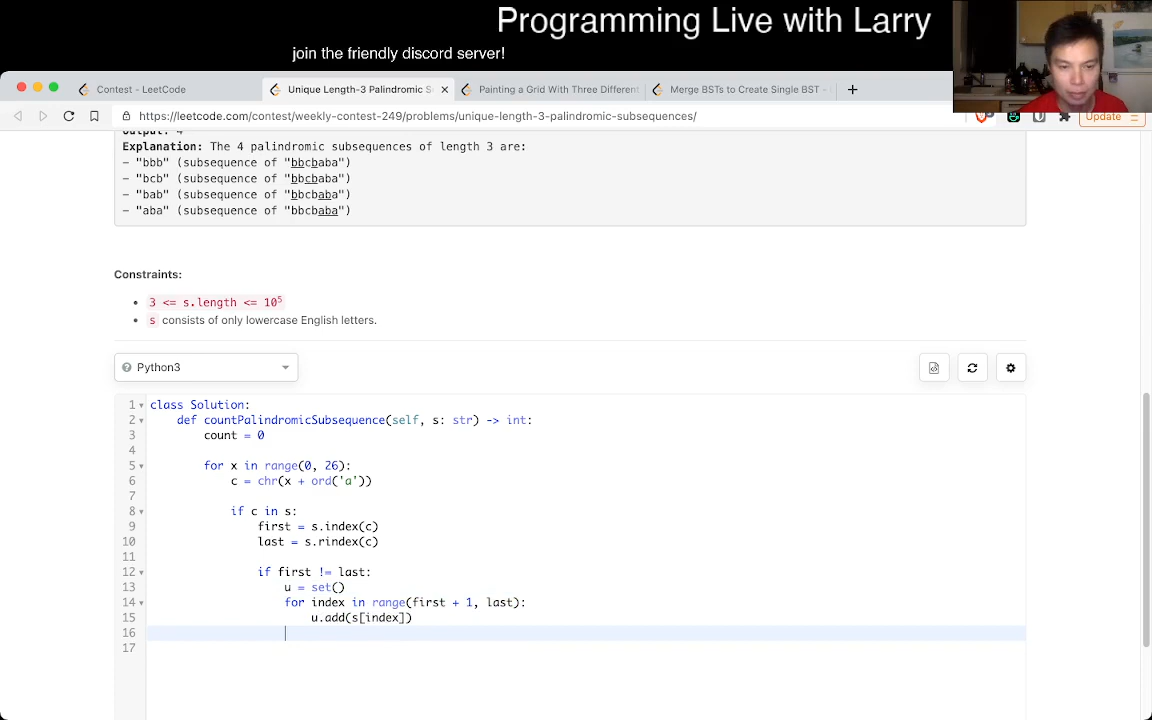 Programming Live with Larry
join the friendly discord server!
Contest - LeetCode
Unique Length-3 Palindromic S
Painting a Grid With Three Different
Merge BSTs to Create Single BST -
https://leetcode.com/contest/weekly-contest-249/problems/unique-length-3-palindromic-subsequences/
Update
Output: 4
Explanation: The 4 palindromic subsequences of length 3 are:
- "bbb" (subsequence of "bbcbaba")
- "bcb" (subsequence of "bbcbaba")
- "bab" (subsequence of "bbcbaba")
- "aba" (subsequence of "bbcbaba")
Constraints:
3 <= s.length <= 10⁵
s consists of only lowercase English letters.
Python3
1 class Solution:
2 def countPalindromicSubsequence(self, s: str) -> int:
3 count = 0
4
5 for x in range(0, 26):
6 c = chr(x + ord('a'))
7
8 if c in s:
9 first = s.index(c)
10 last = s.rindex(c)
11
12 if first != last:
13 u = set()
14 for index in range(first + 1, last):
15 u.add(s[index])
16
17